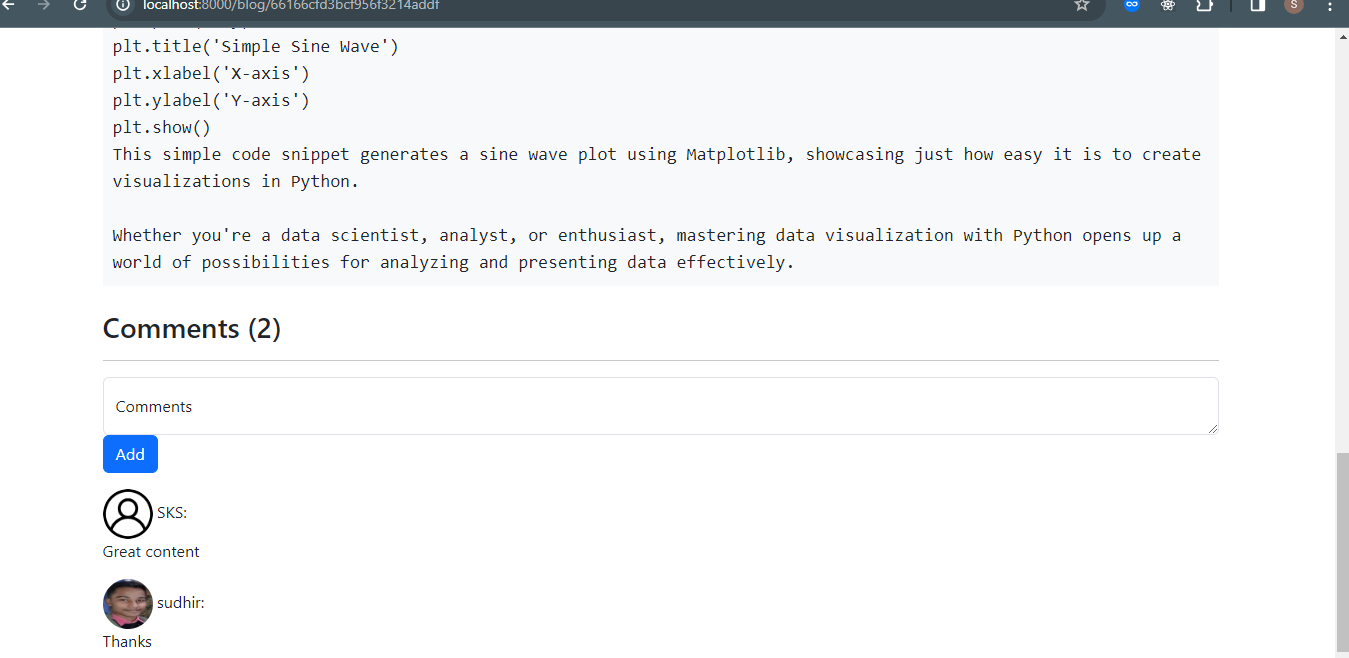 localhost:8000/blog/66166cfd3bcf956f3214addf
S
plt.title('Simple Sine Wave')
plt.xlabel('X-axis')
plt.ylabel('Y-axis')
plt.show()
This simple code snippet generates a sine wave plot using Matplotlib, showcasing just how easy it is to create
visualizations in Python.
Whether you're a data scientist, analyst, or enthusiast, mastering data visualization with Python opens up a
world of possibilities for analyzing and presenting data effectively.
Comments (2)
Comments
Add
SKS:
Great content
sudhir:
Thanks